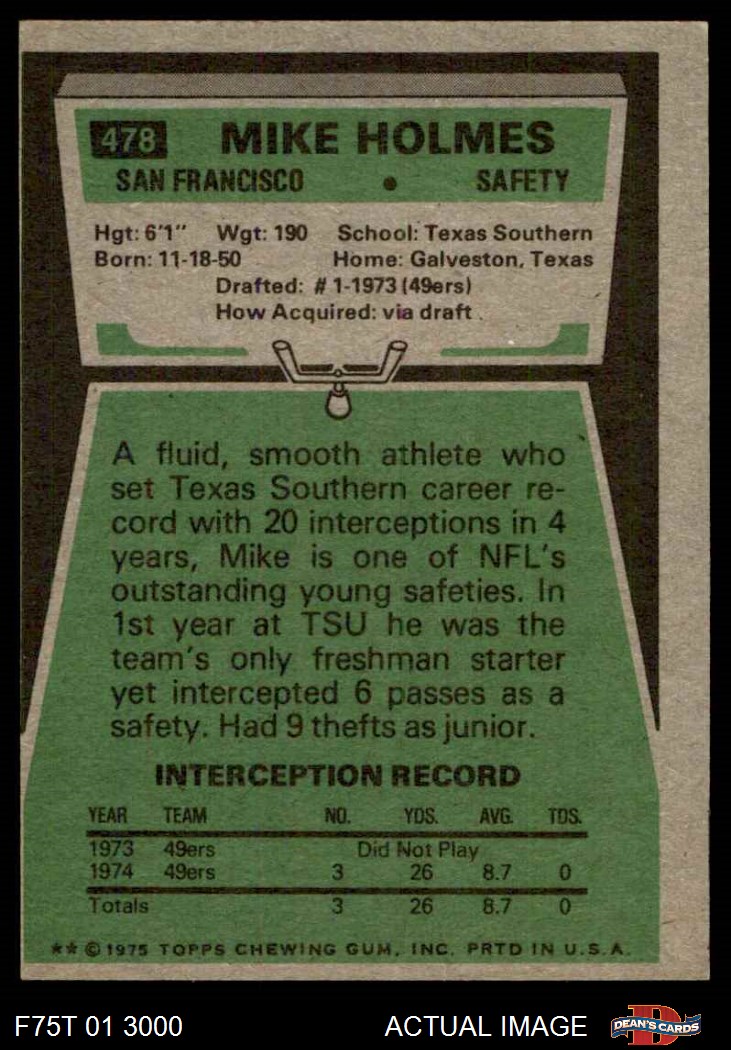 478 MIKE HOLMES
SAN FRANCISCO • SAFETY
Hgt: 6'1" Wgt: 190 School: Texas Southern
Born: 11-18-50 Home: Galveston, Texas
Drafted: # 1-1973 (49ers)
How Acquired: via draft
A fluid, smooth athlete who
set Texas Southern career re-
cord with 20 interceptions in 4
years, Mike is one of NFL's
outstanding young safeties. In
1st year at TSU he was the
team's only freshman starter
yet intercepted 6 passes as a
safety. Had 9 thefts as junior.
INTERCEPTION RECORD
YEAR TEAM NO. YDS. AVG. TDS.
1973 49ers Did Not Play
1974 49ers 3 26 8.7 0
Totals 3 26 8.7 0
** © 1975 TOPPS CHEWING GUM, INC. PRTD IN U.S.A.
F75T 01 3000 ACTUAL IMAGE D DEAN'S CARDS